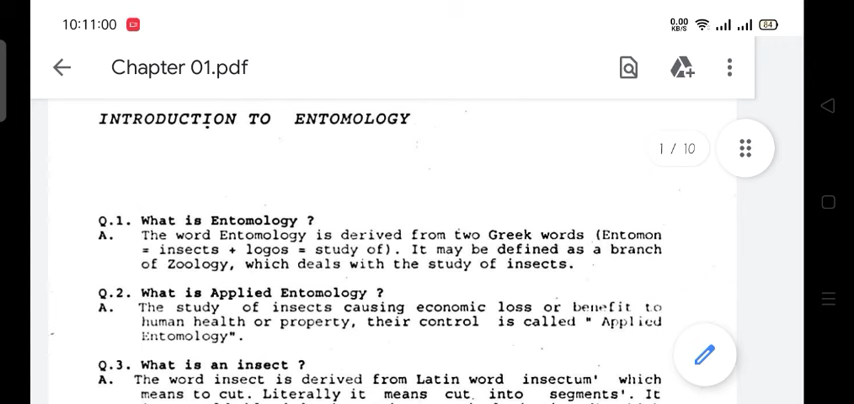 10:11:00
0.00
KB/S
84
Chapter 01.pdf
INTRODUCTION TO ENTOMOLOGY
1 / 10
Q.1. What is Entomology ?
A. The word Entomology is derived from two Greek words (Entomon
= insects + logos = study of). It may be defined as a branch
of Zoology, which deals with the study of insects.
Q.2. What is Applied Entomology ?
A. The study of insects causing economic loss or benefit to
human health or property, their control is called " Applied
Entomology".
Q.3. What is an insect ?
A. The word insect is derived from Latin word insectum' which
means to cut. Literally it means cut into segments'. It